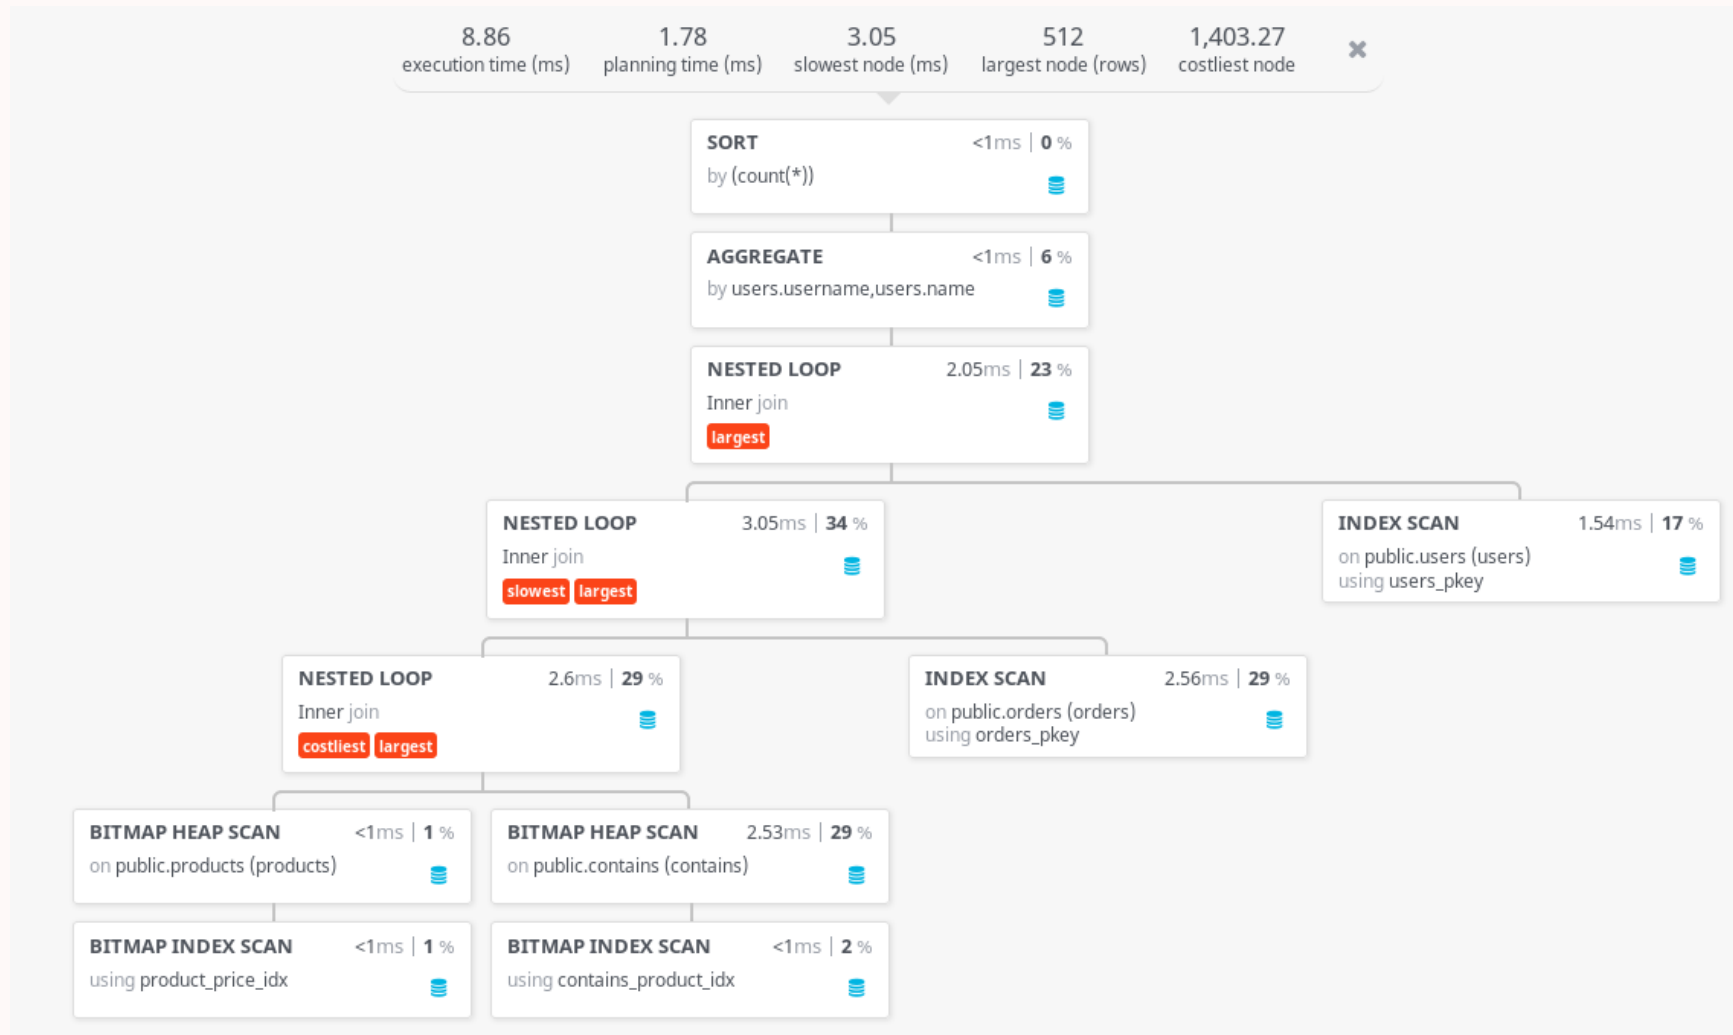 8.86 1.78 3.05 512 1,403.27
execution time (ms) planning time (ms) slowest node (ms) largest node (rows) costliest node
SORT <1ms | 0 %
by (count(*))
AGGREGATE <1ms | 6 %
by users.username,users.name
NESTED LOOP 2.05ms | 23 %
Inner join
largest
NESTED LOOP 3.05ms | 34 %
Inner join
slowest largest
INDEX SCAN 1.54ms | 17 %
on public.users (users)
using users_pkey
NESTED LOOP 2.6ms | 29 %
Inner join
costliest largest
INDEX SCAN 2.56ms | 29 %
on public.orders (orders)
using orders_pkey
BITMAP HEAP SCAN <1ms | 1 %
on public.products (products)
BITMAP HEAP SCAN 2.53ms | 29 %
on public.contains (contains)
BITMAP INDEX SCAN <1ms | 1 %
using product_price_idx
BITMAP INDEX SCAN <1ms | 2 %
using contains_product_idx